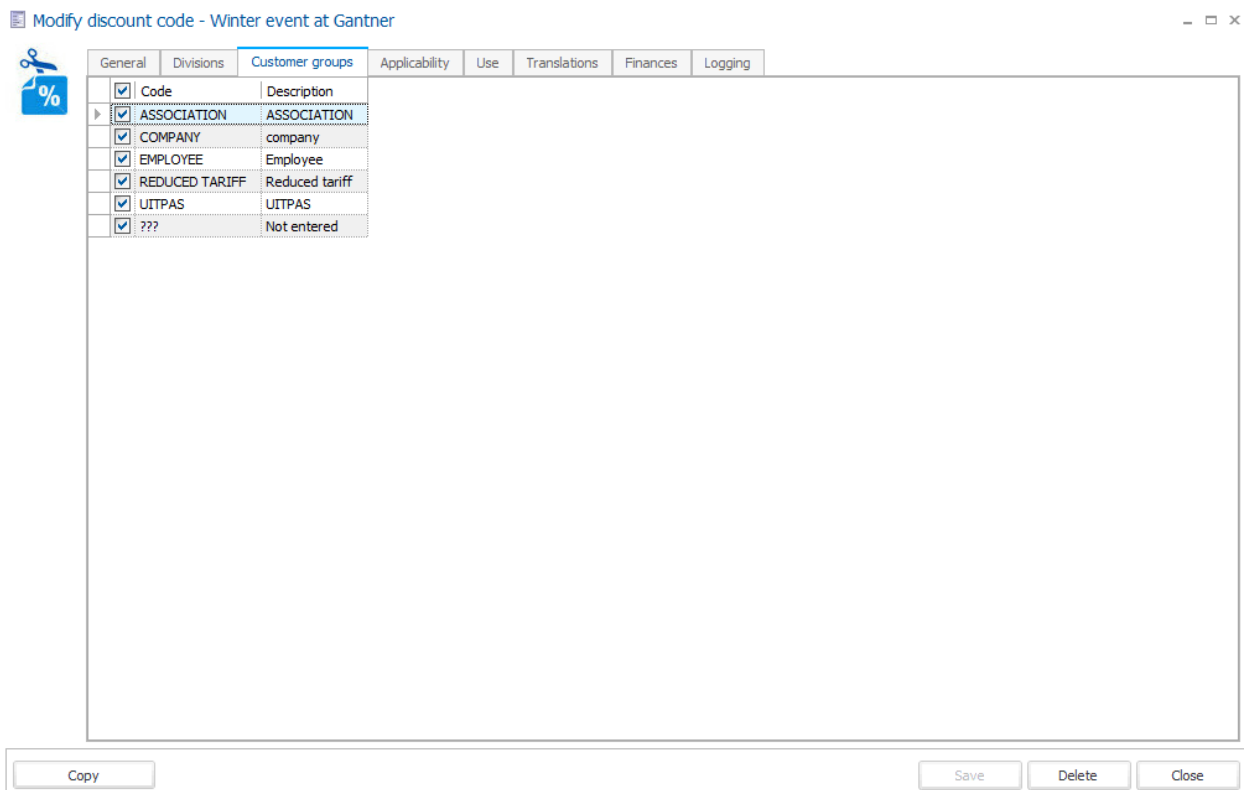 Modify discount code - Winter event at Gantner
General Divisions Customer groups Applicability Use Translations Finances Logging
%
Code Description
ASSOCIATION ASSOCIATION
COMPANY company
EMPLOYEE Employee
REDUCED TARIFF Reduced tariff
UITPAS UITPAS
??? Not entered
Copy Save Delete Close